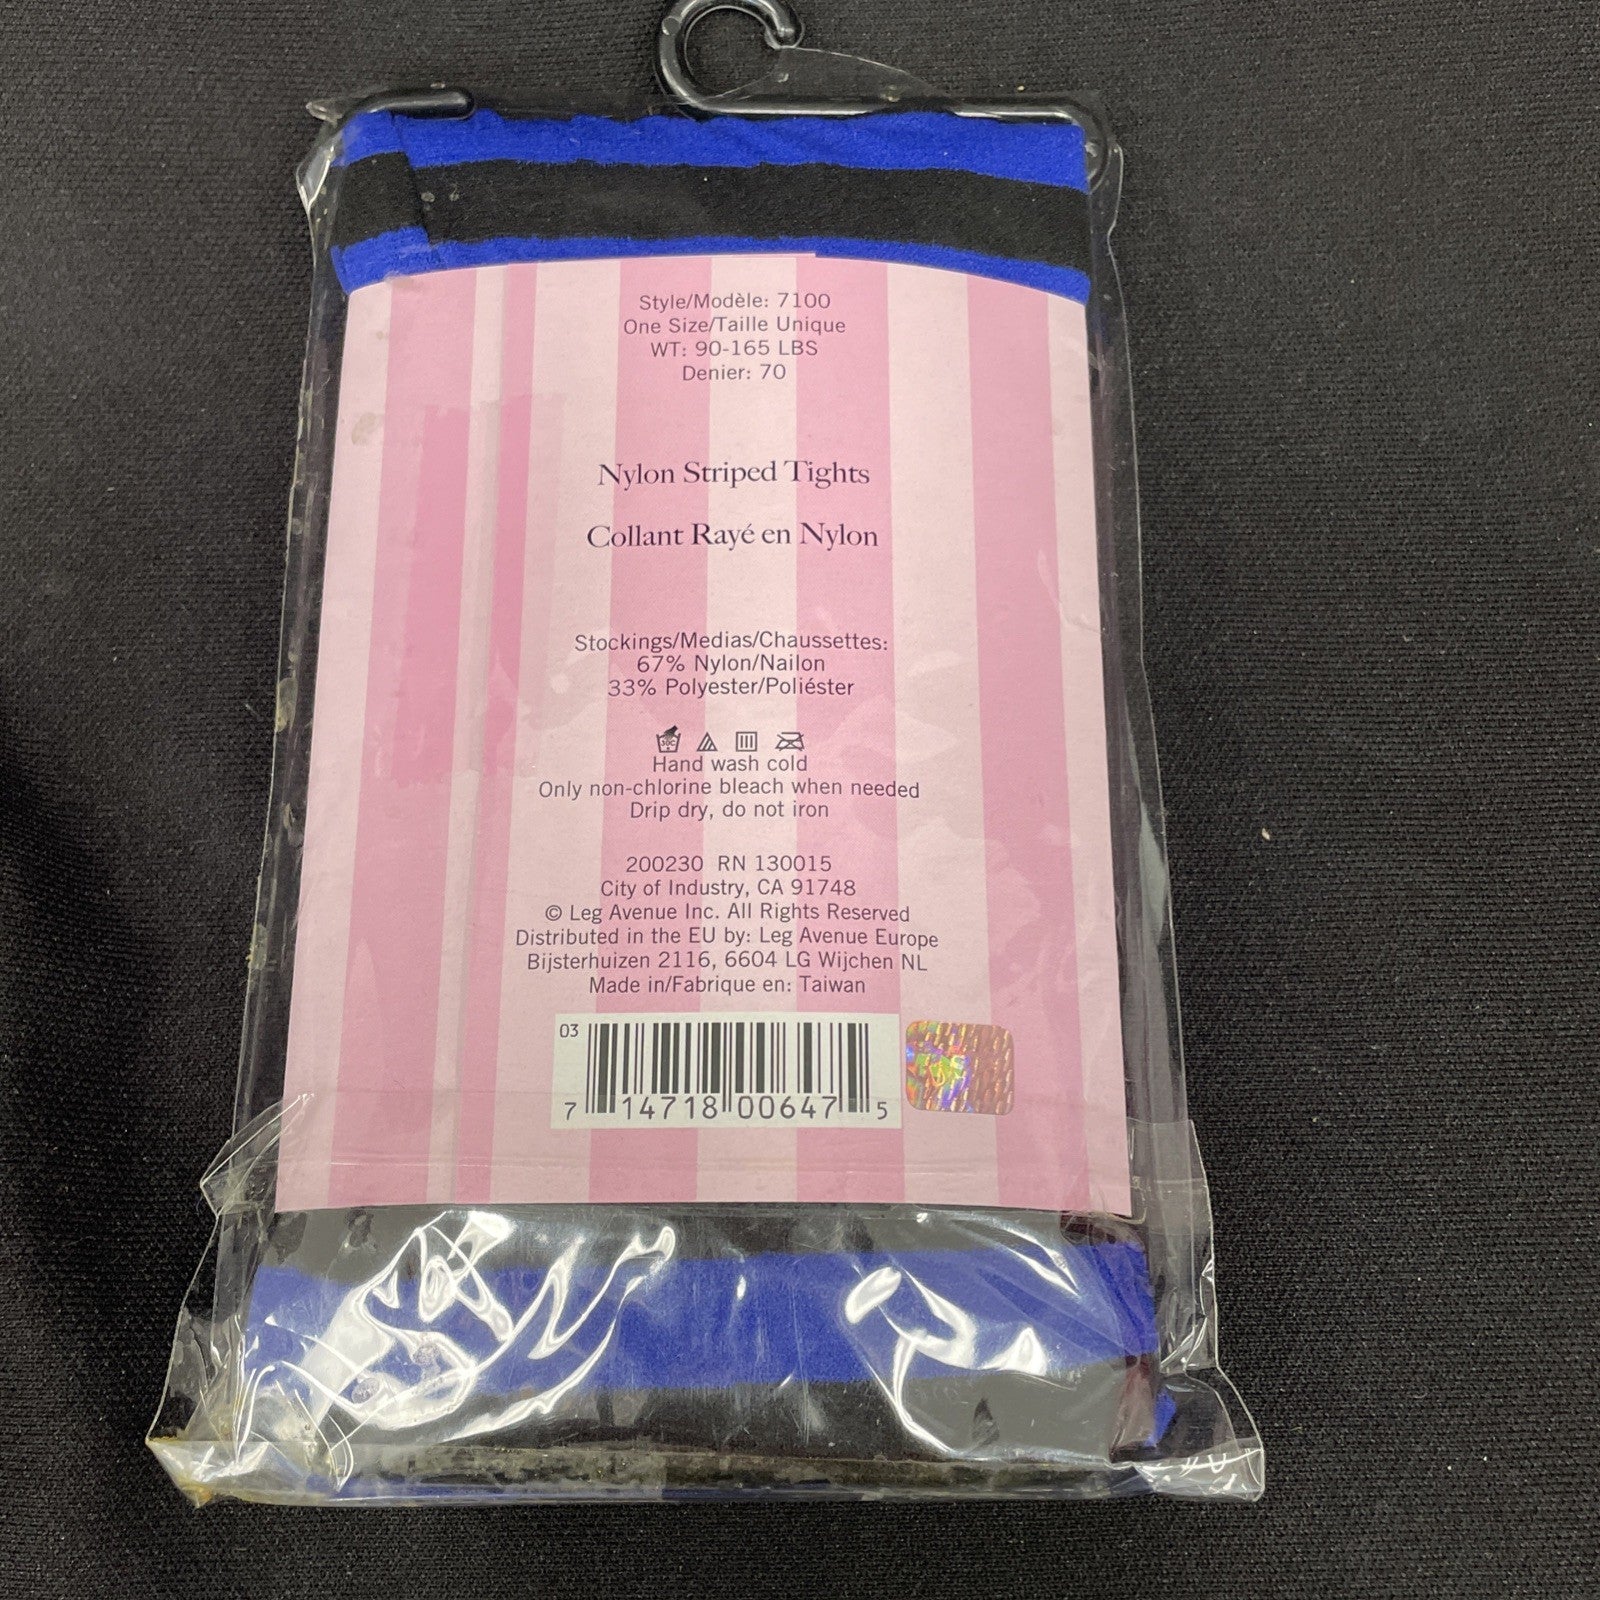 Style/Modèle: 7100
One Size/Taille Unique
WT: 90-165 LBS
Denier: 70
Nylon Striped Tights
Collant Rayé en Nylon
Stockings/Medias/Chaussettes:
67% Nylon/Nailon
33% Polyester/Poliéster
Hand wash cold
Only non-chlorine bleach when needed
Drip dry, do not iron
200230 RN 130015
City of Industry, CA 91748
© Leg Avenue Inc. All Rights Reserved
Distributed in the EU by: Leg Avenue Europe
Bijsterhuizen 2116, 6604 LG Wijchen NL
Made in/Fabrique en: Taiwan
03
7 14718 00647 5